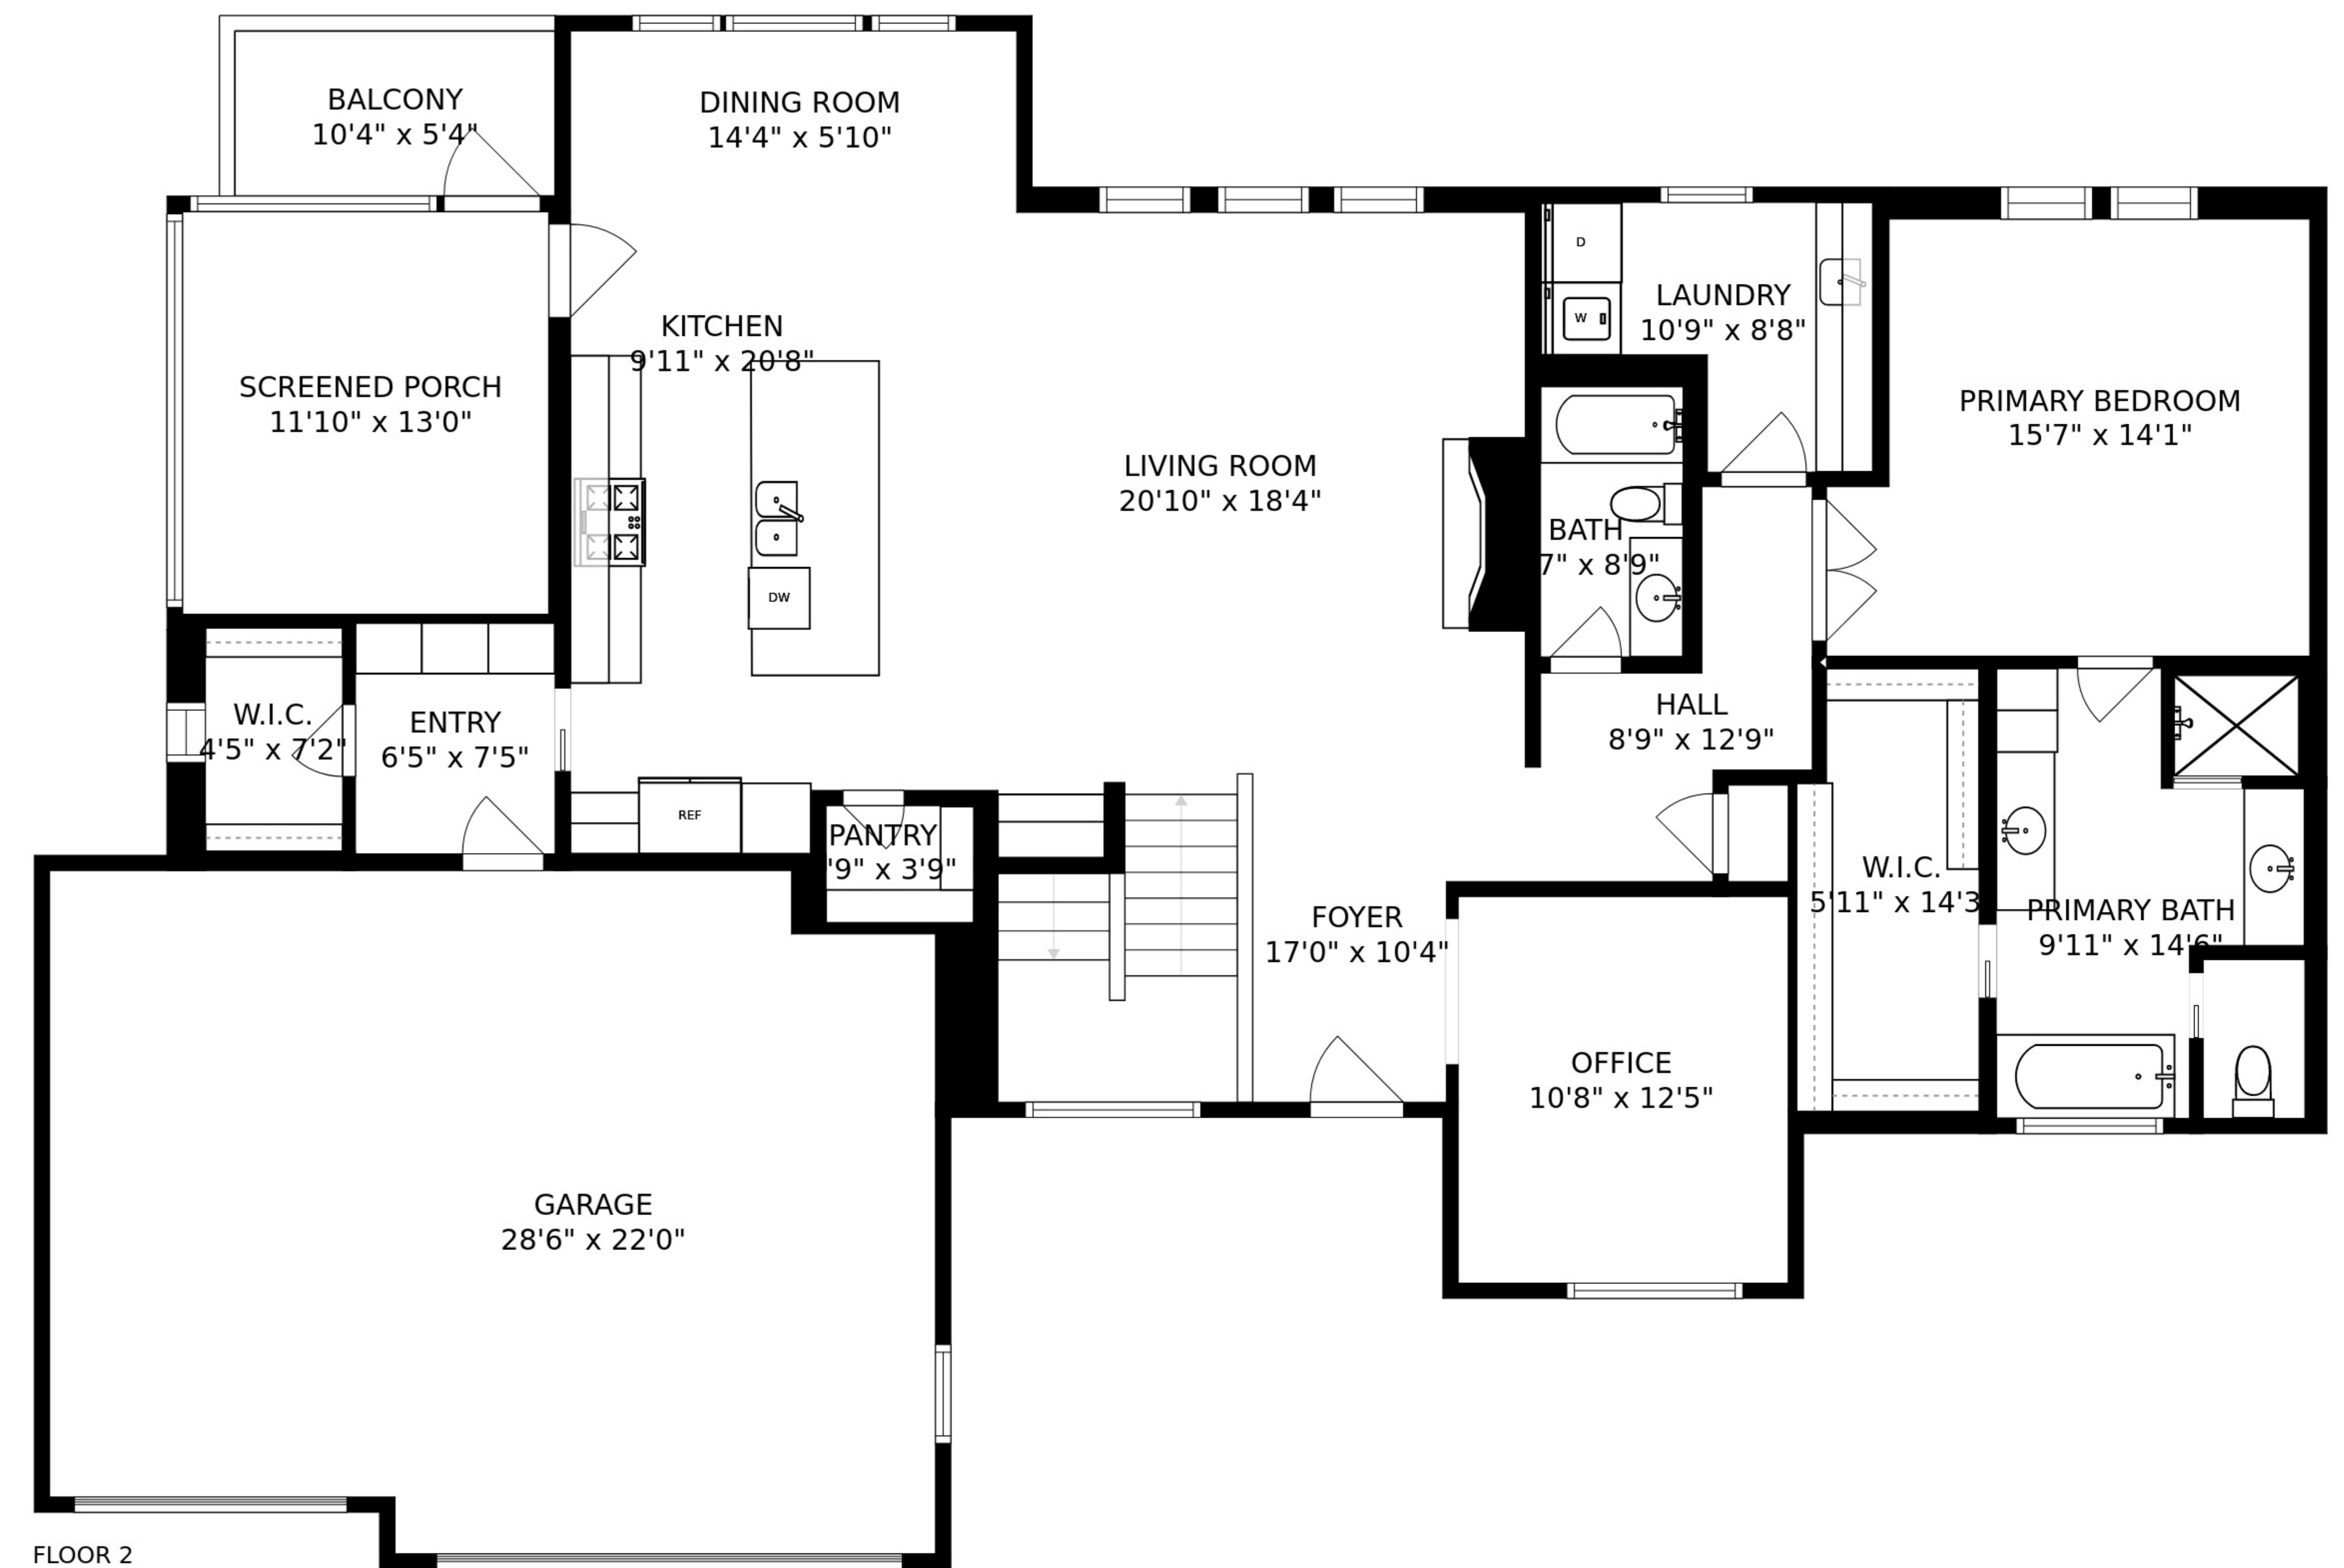 BALCONY
10'4" x 5'4"
DINING ROOM
14'4" x 5'10"
D
W
LAUNDRY
10'9" x 8'8"
KITCHEN
9'11" x 20'8"
SCREENED PORCH
11'10" x 13'0"
PRIMARY BEDROOM
15'7" x 14'1"
LIVING ROOM
20'10" x 18'4"
BATH
7" x 8'9"
DW
W.I.C.
4'5" x 7'2"
ENTRY
6'5" x 7'5"
HALL
8'9" x 12'9"
REF
PANTRY
'9" x 3'9"
W.I.C.
5'11" x 14'3
FOYER
17'0" x 10'4"
PRIMARY BATH
9'11" x 14'6"
OFFICE
10'8" x 12'5"
GARAGE
28'6" x 22'0"
FLOOR 2